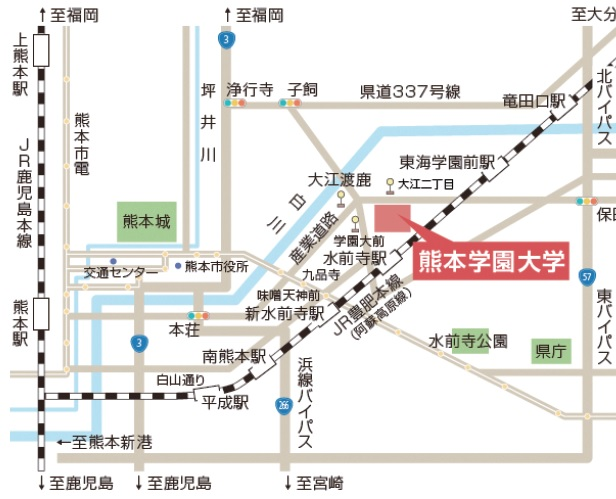 ↑至福岡
↑至福岡
至大分
3
上熊本駅
熊本市電
坪井川
浄行寺
子飼
県道337号線
竜田口駅
北バイパス
JR鹿児島本線
東海学園前駅
大江渡鹿
大江二丁目
白川
産業道路
熊本城
保田
学園大前
水前寺駅
熊本学園大学
交通センター
熊本市役所
九品寺
57
JR豊肥本線
(阿蘇高原線)
味噌天神前
新水前寺駅
熊本駅
本荘
東バイパス
3
水前寺公園
県庁
南熊本駅
白山通り
平成駅
浜線バイパス
266
←至熊本新港
↓至鹿児島
↓至鹿児島
↓至宮崎